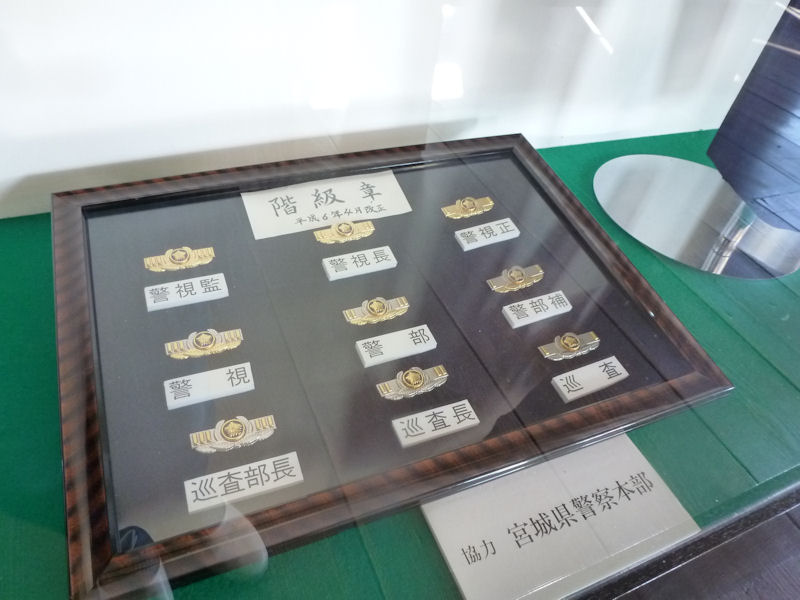 階級章
平成6年4月改正
警視監
警視長
警視正
警視
警部
警部補
巡査部長
巡査長
巡査
協力 宮城県警察本部